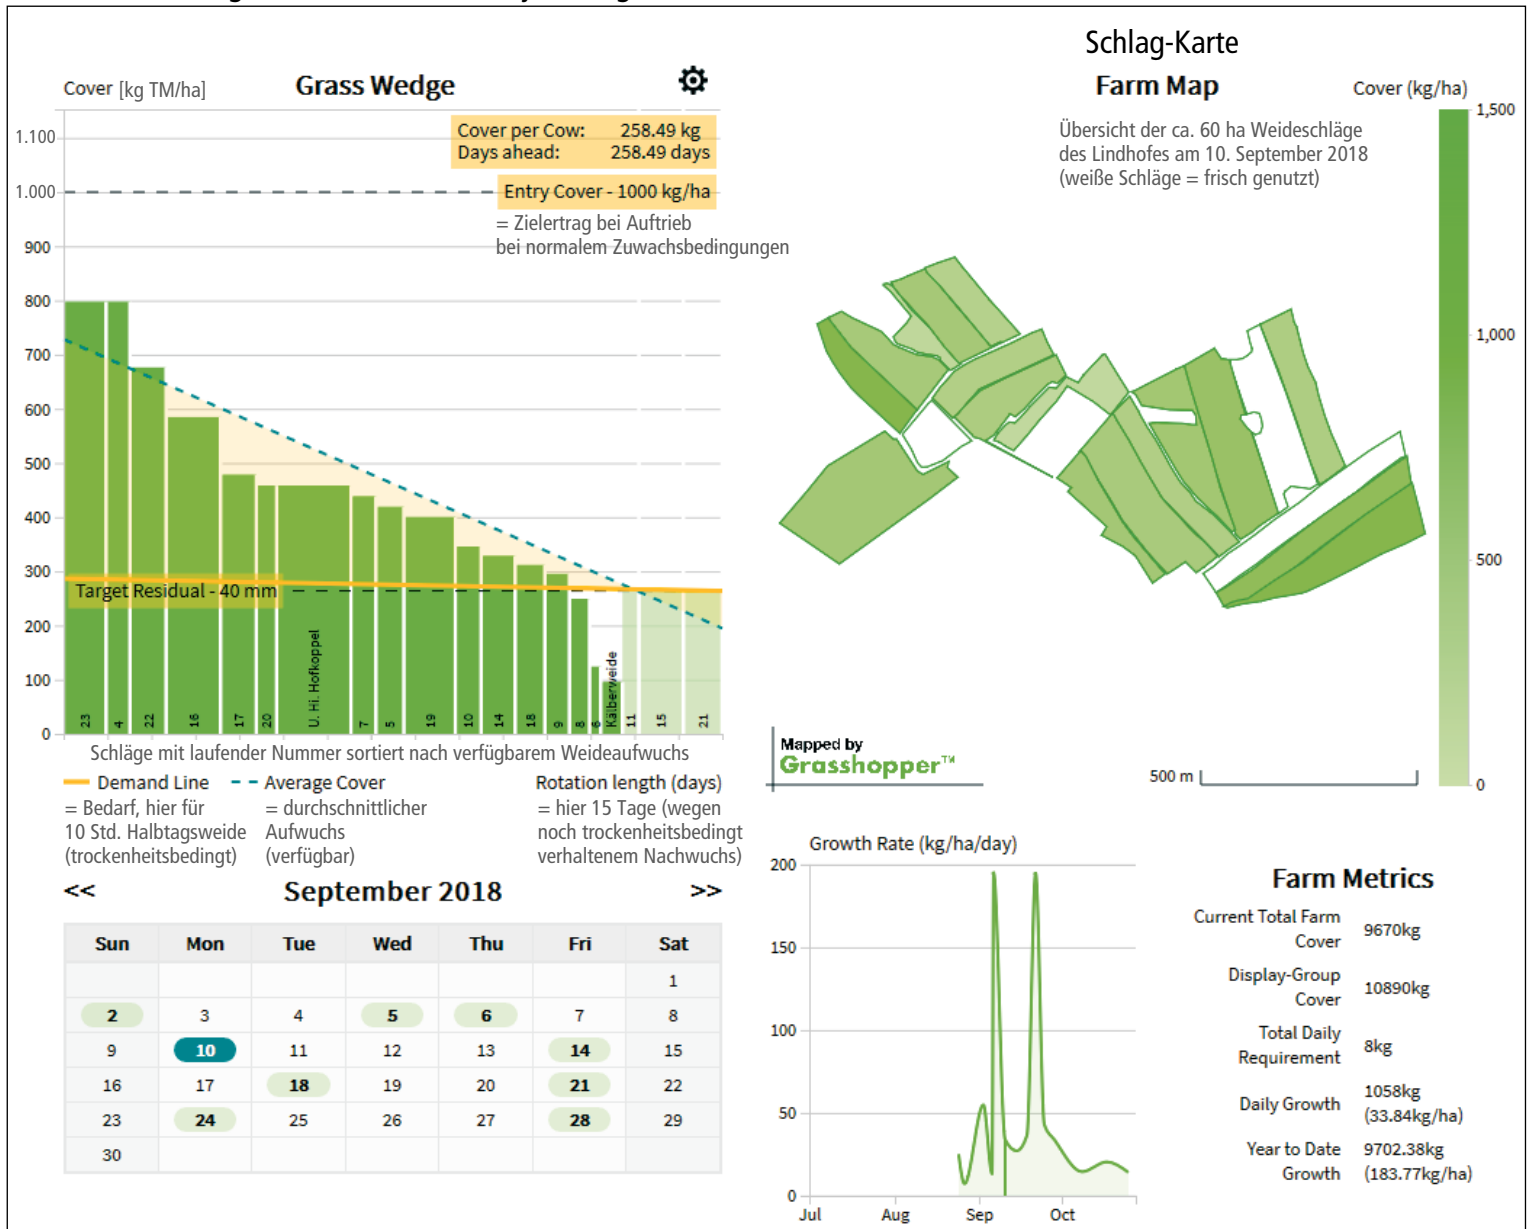 Schlag-Karte
Cover [kg TM/ha]
Grass Wedge
Farm Map
Cover (kg/ha)
1.100
1.000
900
800
700
600
500
400
300
200
100
0
Cover per Cow: 258.49 kg
Days ahead: 258.49 days
Entry Cover - 1000 kg/ha
= Zielertrag bei Auftrieb
bei normalem Zuwachsbedingungen
Target Residual - 40 mm
23 4 22 16 17 20 U. Hi. Hofkoppel 7 5 19 10 14 18 9 8 6 Kälberweide 11 15 21
Schläge mit laufender Nummer sortiert nach verfügbarem Weideaufwuchs
Demand Line
= Bedarf, hier für
10 Std. Halbtagsweide
(trockenheitsbedingt)
Average Cover
= durchschnittlicher
Aufwuchs
(verfügbar)
Rotation length (days)
= hier 15 Tage (wegen
noch trockenheitsbedingt
verhaltenem Nachwuchs)
Übersicht der ca. 60 ha Weideschläge
des Lindhofes am 10. September 2018
(weiße Schläge = frisch genutzt)
1,500
1,000
500
0
Mapped by
Grasshopper™
500 m
<< September 2018 >>
Sun Mon Tue Wed Thu Fri Sat
1
2 3 4 5 6 7 8
9 10 11 12 13 14 15
16 17 18 19 20 21 22
23 24 25 26 27 28 29
30
Growth Rate (kg/ha/day)
200
150
100
50
0
Jul Aug Sep Oct
Farm Metrics
Current Total Farm
Cover
9670kg
Display-Group
Cover
10890kg
Total Daily
Requirement
8kg
Daily Growth
1058kg
(33.84kg/ha)
Year to Date
Growth
9702.38kg
(183.77kg/ha)